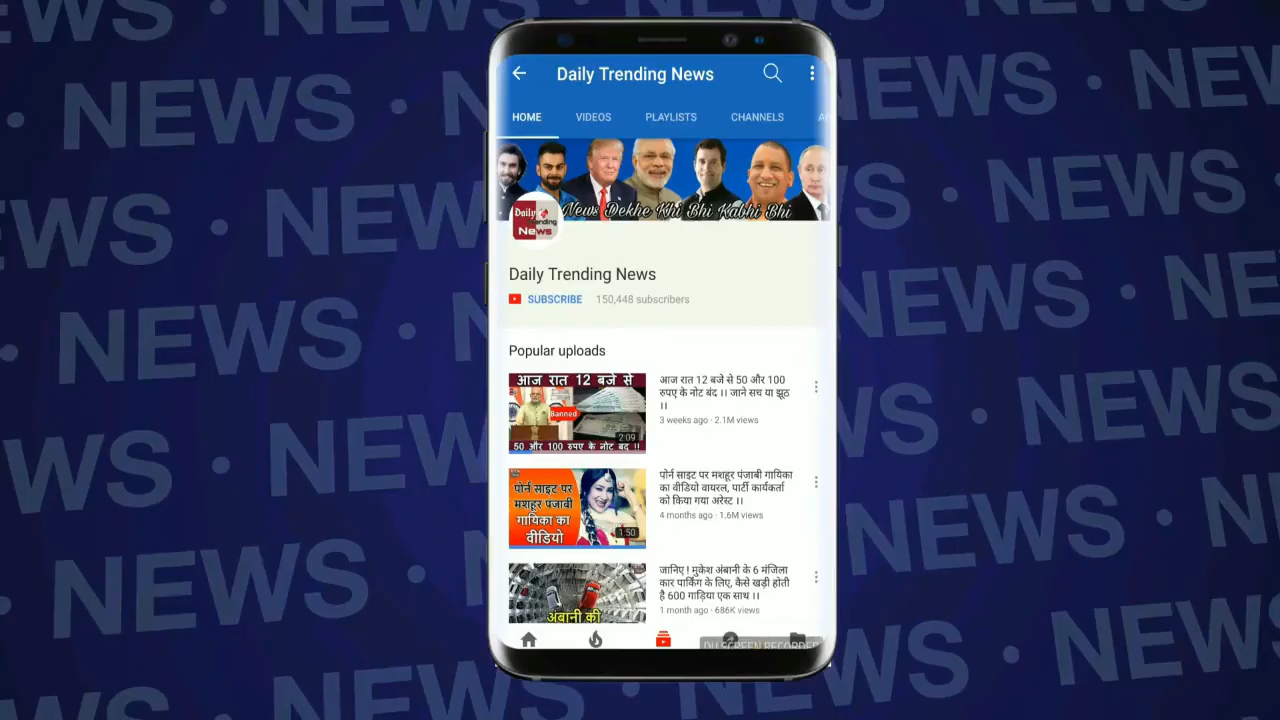 NEWS
Daily Trending News
HOME VIDEOS PLAYLISTS CHANNELS
News Dekhe Khi Bhi Kabhi Bhi
Daily
Trending
News
Daily Trending News
SUBSCRIBE 150,448 subscribers
Popular uploads
आज रात 12 बजे से
Banned
2:09
50 और 100 रुपए के नोट बंद !!
आज रात 12 बजे से 50 और 100
रुपए के नोट बंद ।। जाने सच या झूठ
।।
3 weeks ago · 2.1M views
पोर्न साइट पर
मशहूर पंजाबी
गायिका का
वीडियो
1:50
पोर्न साइट पर मशहूर पंजाबी गायिका
का वीडियो वायरल, पार्टी कार्यकर्ता
को किया गया अरेस्ट ।।
4 months ago · 1.6M views
अंबानी की
जानिए ! मुकेश अंबानी के 6 मंजिला
कार पार्किंग के लिए, कैसे खड़ी होती
है 600 गाड़िया एक साथ ।।
1 month ago · 686K views
DU SCREEN RECORDER